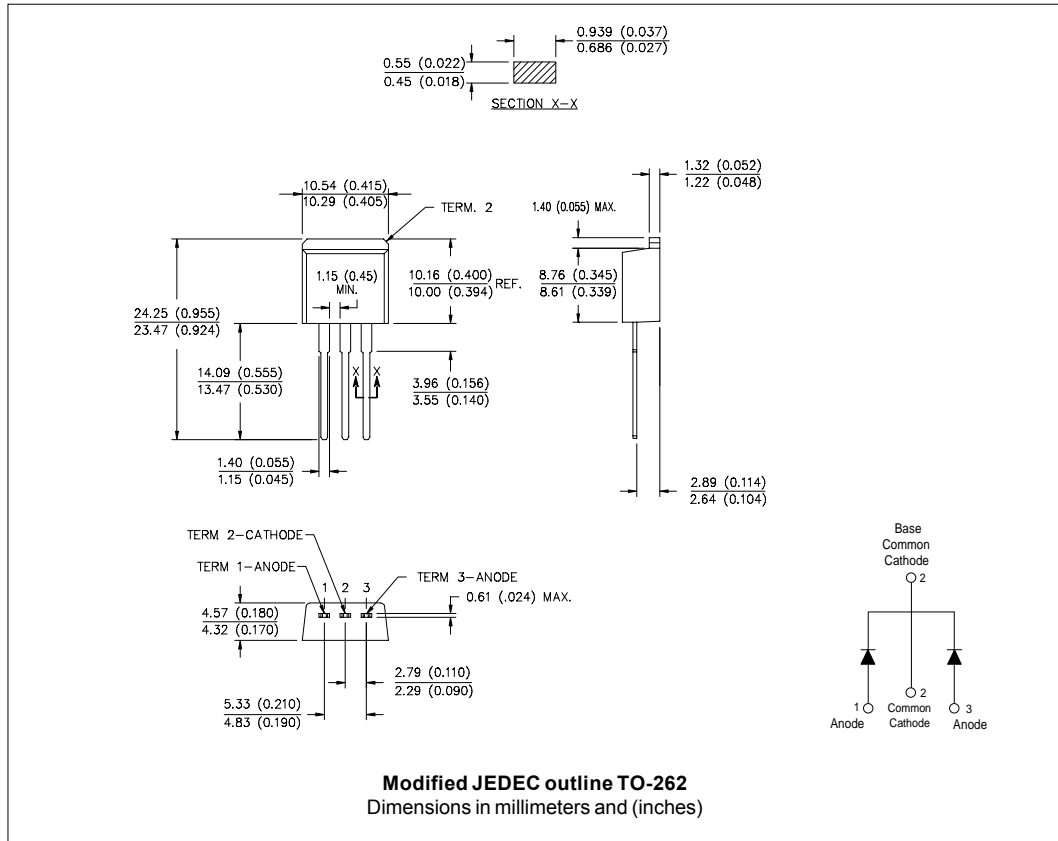 0.939 (0.037)
0.686 (0.027)
0.55 (0.022)
0.45 (0.018)
SECTION X-X
1.32 (0.052)
1.22 (0.048)
10.54 (0.415)
10.29 (0.405)
TERM. 2
1.40 (0.055) MAX.
1.15 (0.45)
MIN.
10.16 (0.400)
10.00 (0.394)
REF.
8.76 (0.345)
8.61 (0.339)
24.25 (0.955)
23.47 (0.924)
14.09 (0.555)
13.47 (0.530)
X X
3.96 (0.156)
3.55 (0.140)
1.40 (0.055)
1.15 (0.045)
2.89 (0.114)
2.64 (0.104)
TERM 2-CATHODE
TERM 1-ANODE
1 2 3
TERM 3-ANODE
0.61 (.024) MAX.
4.57 (0.180)
4.32 (0.170)
2.79 (0.110)
2.29 (0.090)
5.33 (0.210)
4.83 (0.190)
Base
Common
Cathode
2
1
Anode
2
Common
Cathode
3
Anode
Modified JEDEC outline TO-262
Dimensions in millimeters and (inches)